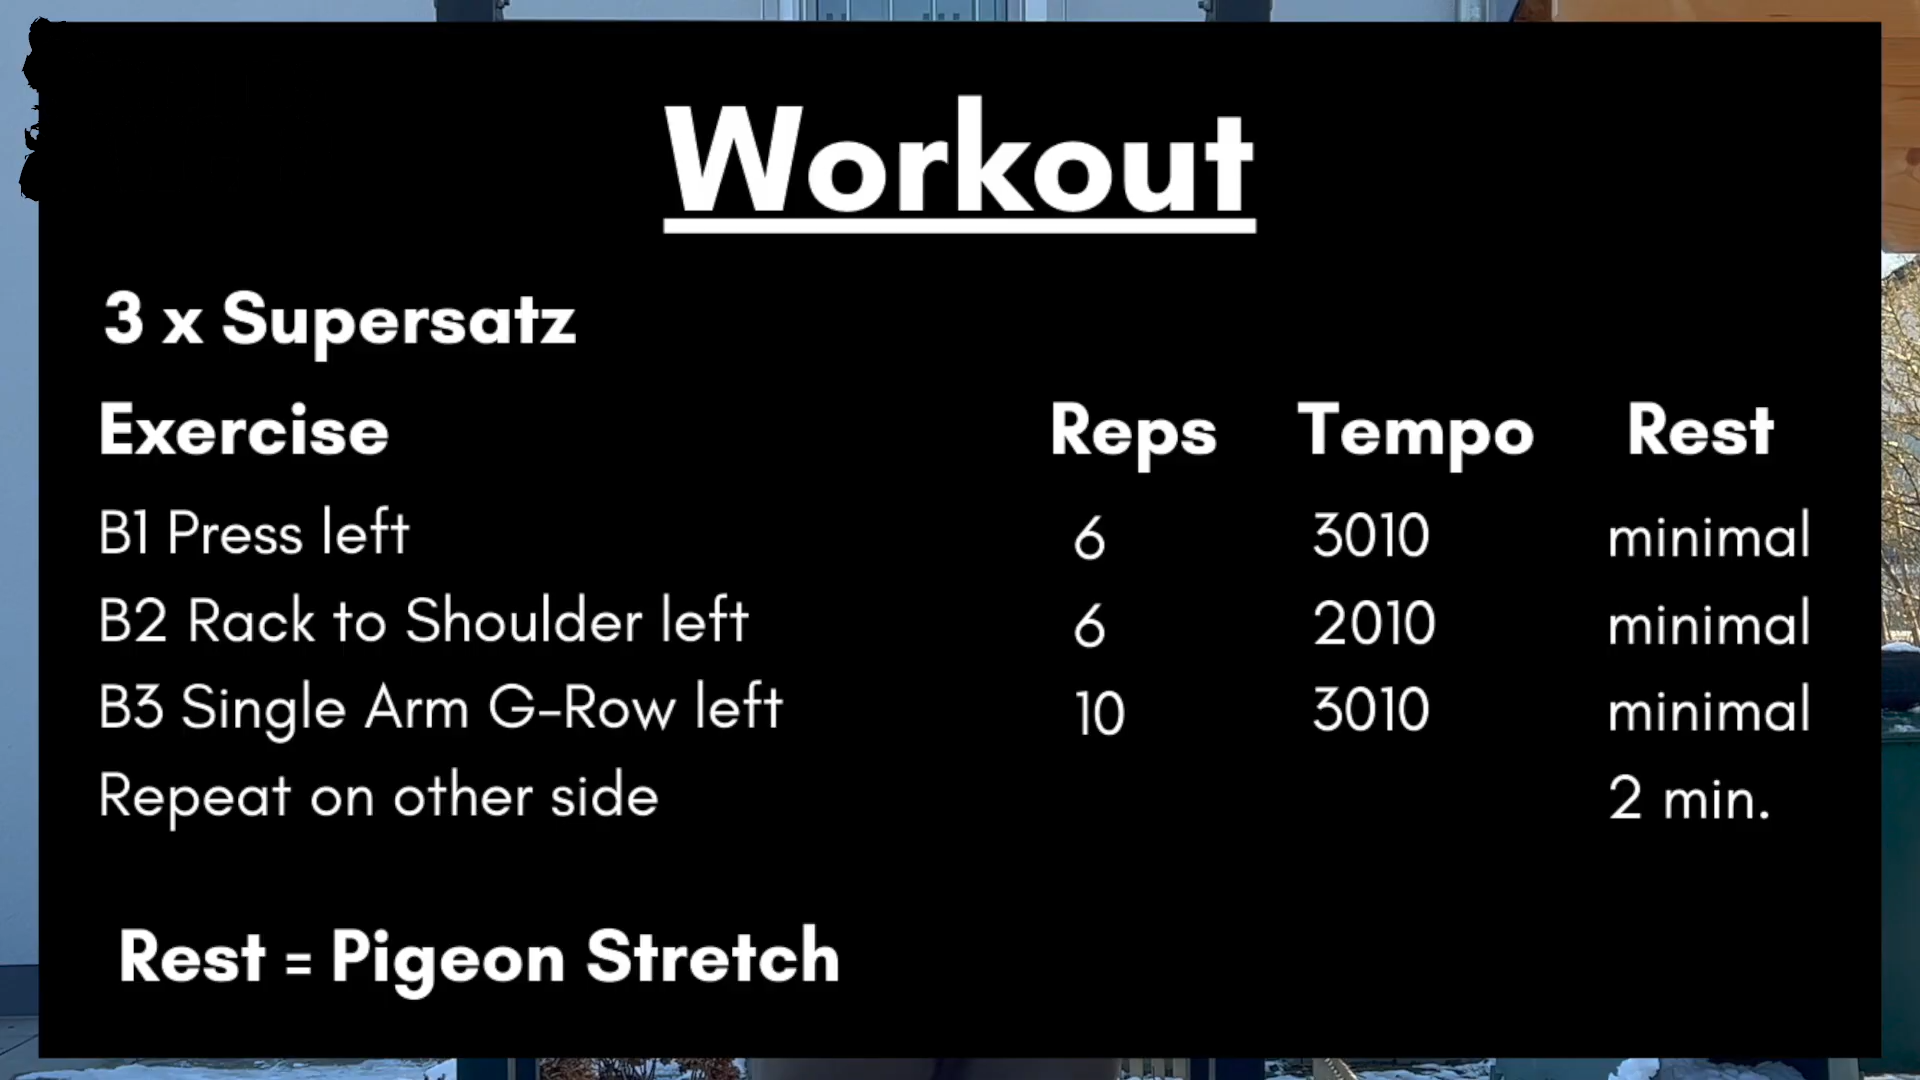 Workout
3 x Supersatz
Exercise Reps Tempo Rest
B1 Press left 6 3010 minimal
B2 Rack to Shoulder left 6 2010 minimal
B3 Single Arm G-Row left 10 3010 minimal
Repeat on other side 2 min.
Rest = Pigeon Stretch